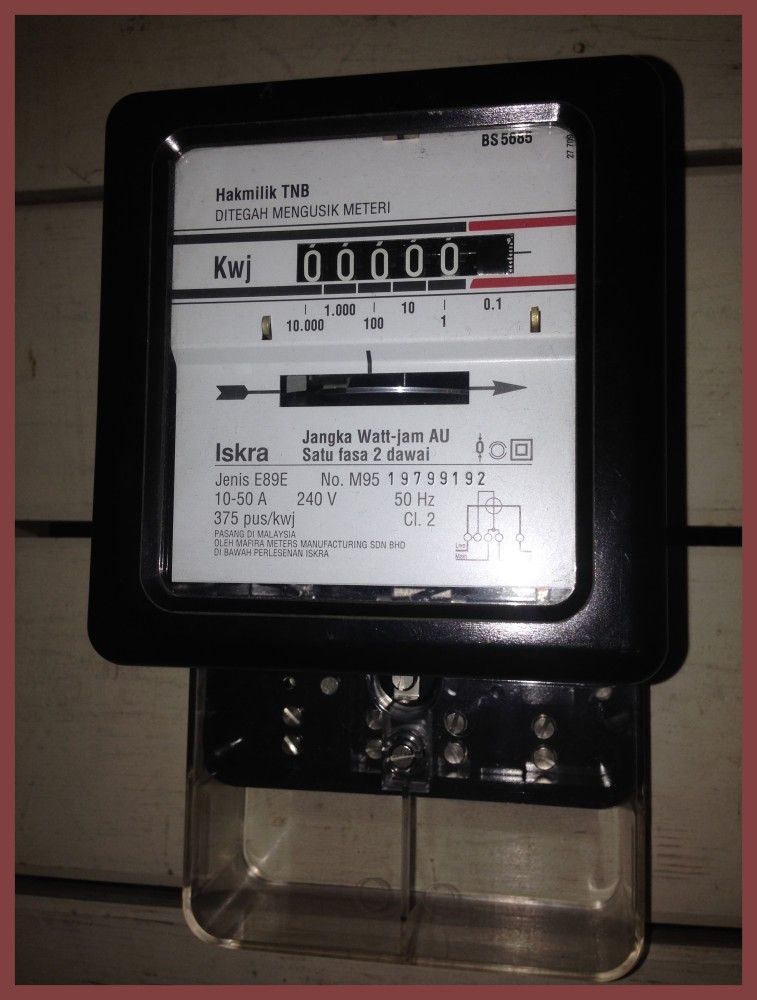 BS 5685
Hakmilik TNB
DITEGAH MENGUSIK METERI
Kwj 0 0 0 0 0
10.000 1.000 100 10 1 0.1
Iskra
Jangka Watt-jam AU
Satu fasa 2 dawai
Jenis E89E No. M95 19799192
10-50 A 240 V 50 Hz
375 pus/kwj Cl. 2
PASANG DI MALAYSIA
OLEH MAFIRA METERS MANUFACTURING SDN BHD
DI BAWAH PERLESENAN ISKRA
Live
Main